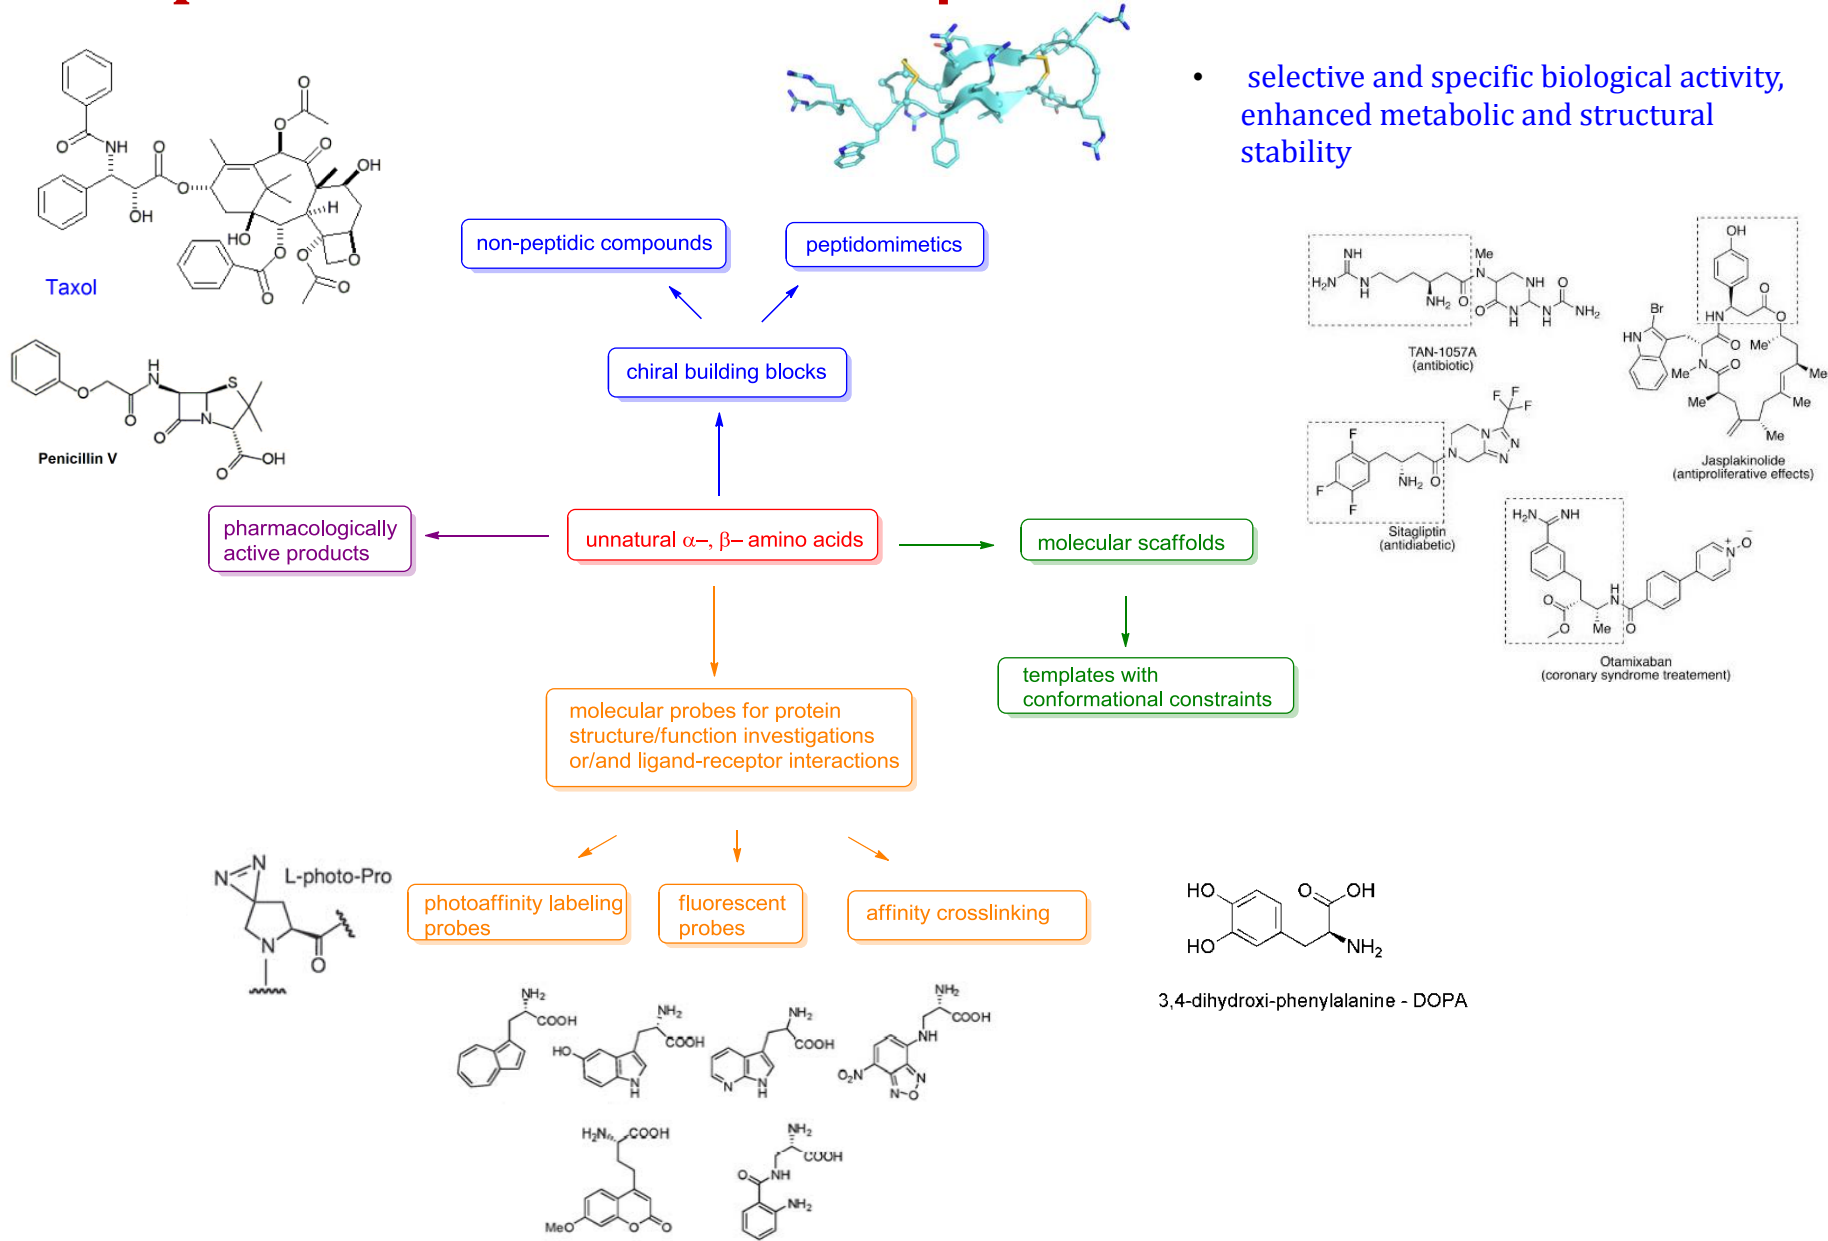 • selective and specific biological activity,
enhanced metabolic and structural
stability
Taxol
Penicillin V
non-peptidic compounds
peptidomimetics
chiral building blocks
pharmacologically
active products
unnatural α–, β– amino acids
molecular scaffolds
templates with
conformational constraints
molecular probes for protein
structure/function investigations
or/and ligand-receptor interactions
photoaffinity labeling
probes
fluorescent
probes
affinity crosslinking
L-photo-Pro
TAN-1057A
(antibiotic)
Jasplakinolide
(antiproliferative effects)
Sitagliptin
(antidiabetic)
Otamixaban
(coronary syndrome treatement)
3,4-dihydroxi-phenylalanine - DOPA